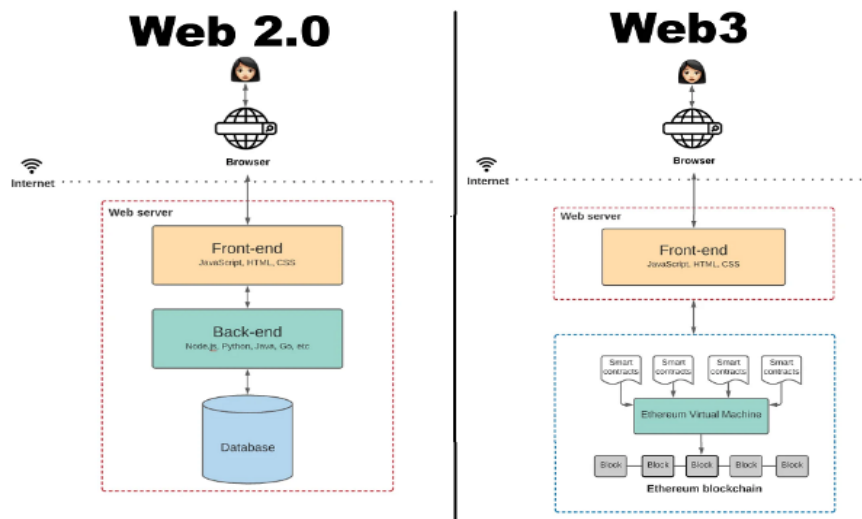 Web 2.0
Browser
Internet
Web server
Front-end
JavaScript, HTML, CSS
Back-end
Node.js, Python, Java, Go, etc
Database
Web3
Browser
Internet
Web server
Front-end
JavaScript, HTML, CSS
Smart
contracts
Smart
contracts
Smart
contracts
Smart
contracts
Ethereum Virtual Machine
Block
Block
Block
Block
Block
Ethereum blockchain